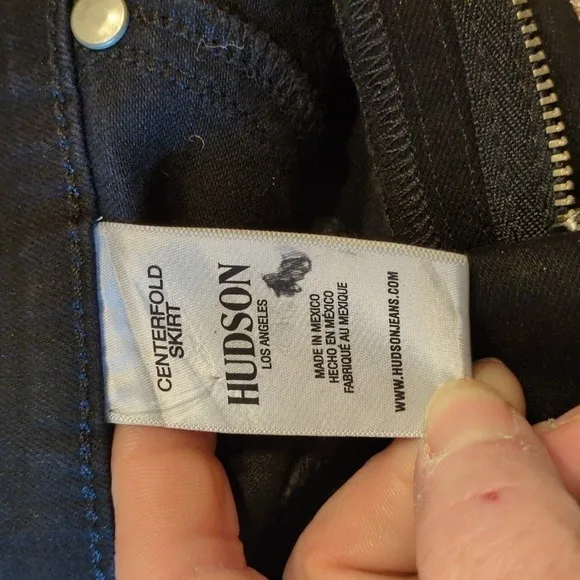 CENTERFOLD
SKIRT
HUDSON
LOS ANGELES
MADE IN MEXICO
HECHO EN MÉXICO
FABRIQUÉ AU MEXIQUE
WWW.HUDSONJEANS.COM